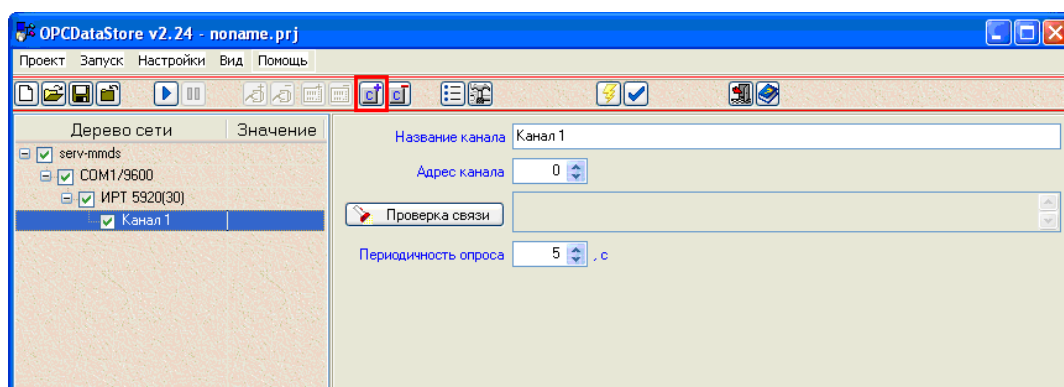 OPCDataStore v2.24 - noname.prj
Проект Запуск Настройки Вид Помощь
Дерево сети Значение
serv-mmds
COM1/9600
ИРТ 5920(30)
Канал 1
Название канала Канал 1
Адрес канала 0
Проверка связи
Периодичность опроса 5 , с